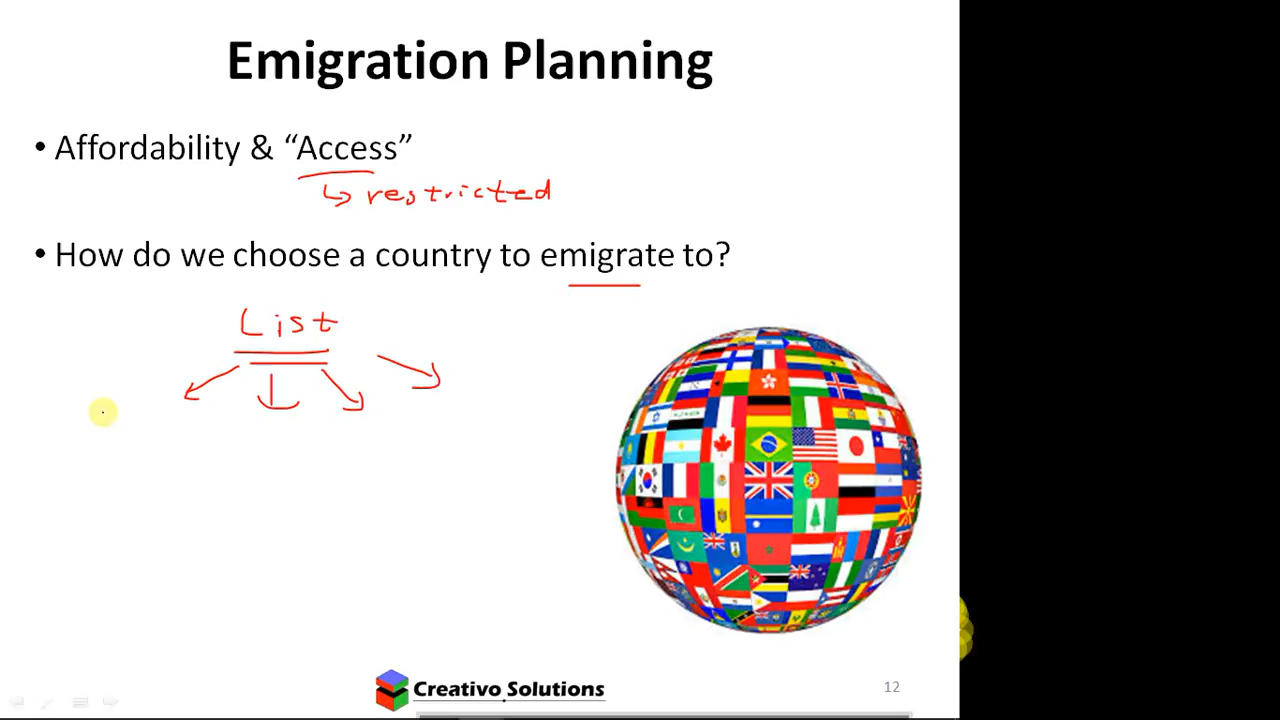 Emigration Planning
• Affordability & “Access”
↳ restricted
• How do we choose a country to emigrate to?
List
Creativo Solutions
12